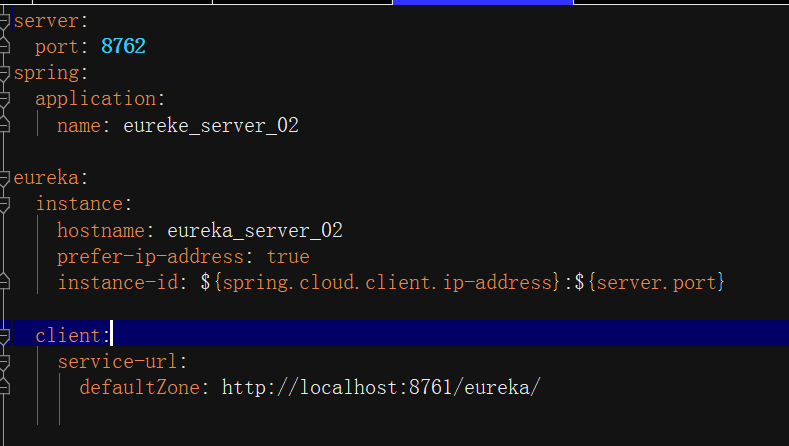 server:
port: 8762
spring:
application:
name: eureke_server_02
eureka:
instance:
hostname: eureka_server_02
prefer-ip-address: true
instance-id: ${spring.cloud.client.ip-address}:${server.port}
client:
service-url:
defaultZone: http://localhost:8761/eureka/